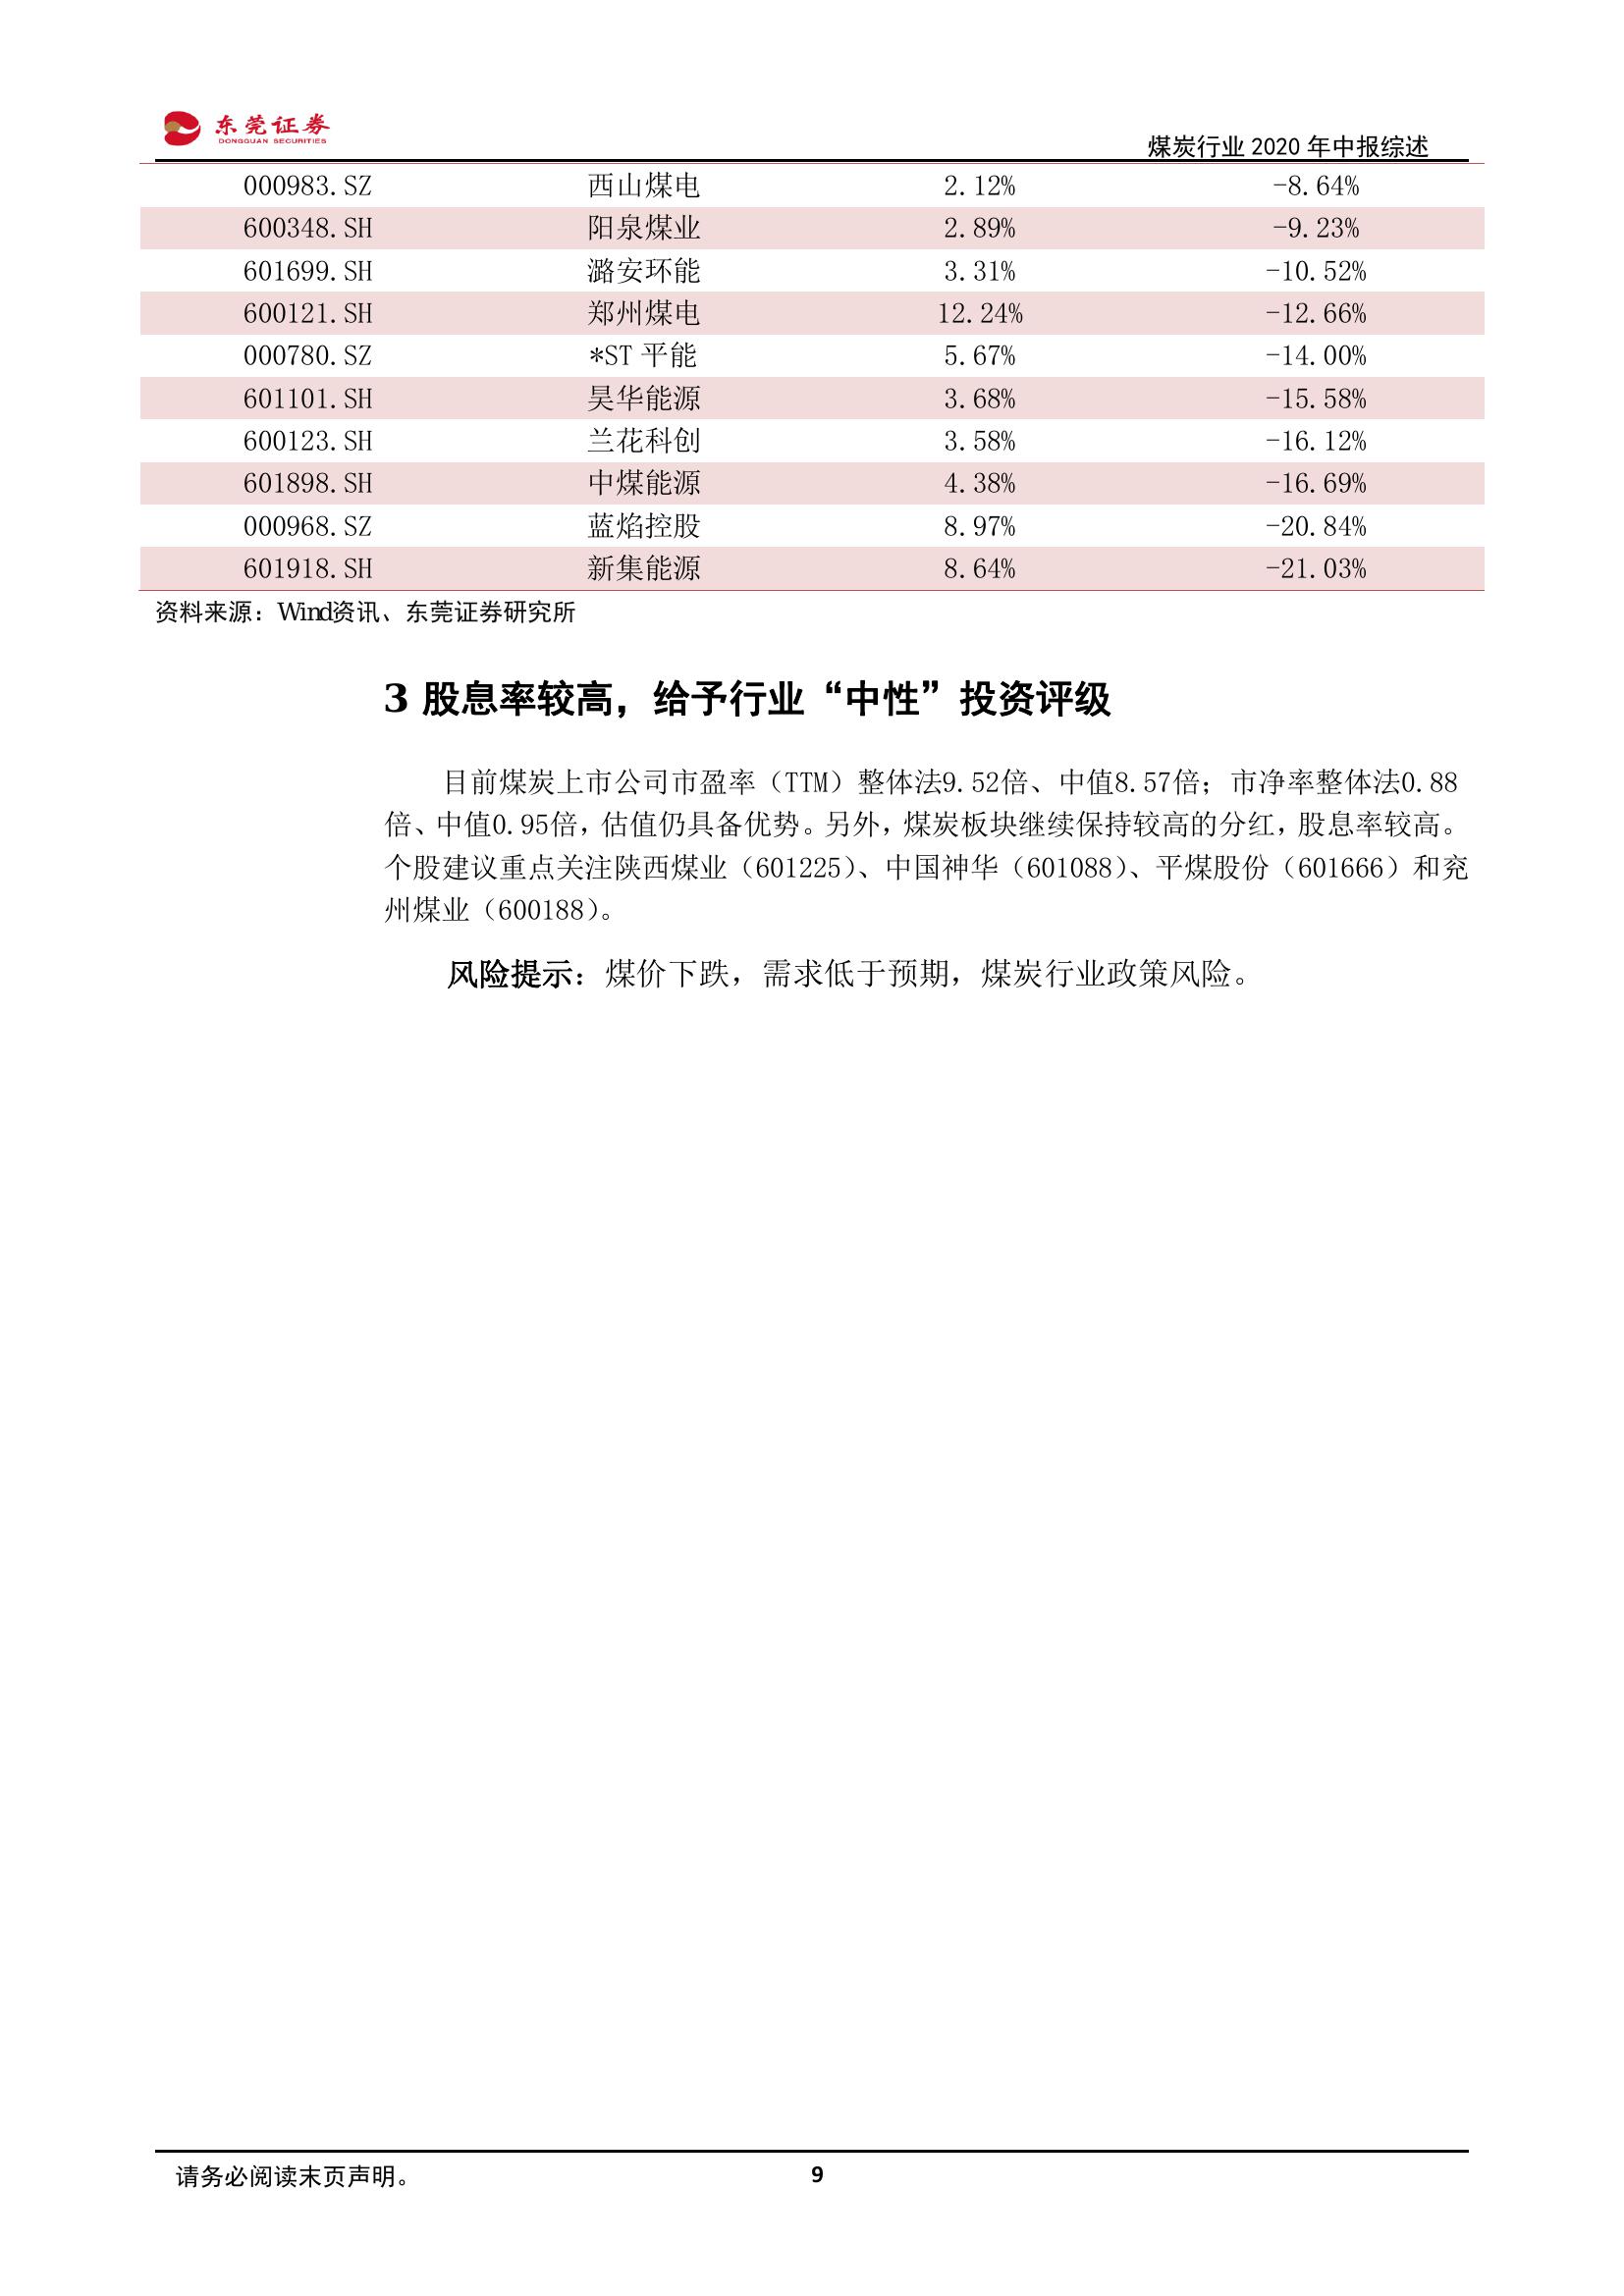 东莞证券
DONGGUAN SECURITIES
煤炭行业 2020 年中报综述
000983.SZ 西山煤电 2.12% -8.64%
600348.SH 阳泉煤业 2.89% -9.23%
601699.SH 潞安环能 3.31% -10.52%
600121.SH 郑州煤电 12.24% -12.66%
000780.SZ *ST 平能 5.67% -14.00%
601101.SH 昊华能源 3.68% -15.58%
600123.SH 兰花科创 3.58% -16.12%
601898.SH 中煤能源 4.38% -16.69%
000968.SZ 蓝焰控股 8.97% -20.84%
601918.SH 新集能源 8.64% -21.03%
资料来源：Wind资讯、东莞证券研究所
3 股息率较高，给予行业“中性”投资评级
目前煤炭上市公司市盈率（TTM）整体法9.52倍、中值8.57倍；市净率整体法0.88
倍、中值0.95倍，估值仍具备优势。另外，煤炭板块继续保持较高的分红，股息率较高。
个股建议重点关注陕西煤业（601225）、中国神华（601088）、平煤股份（601666）和兖
州煤业（600188）。
风险提示：煤价下跌，需求低于预期，煤炭行业政策风险。
请务必阅读末页声明。 9